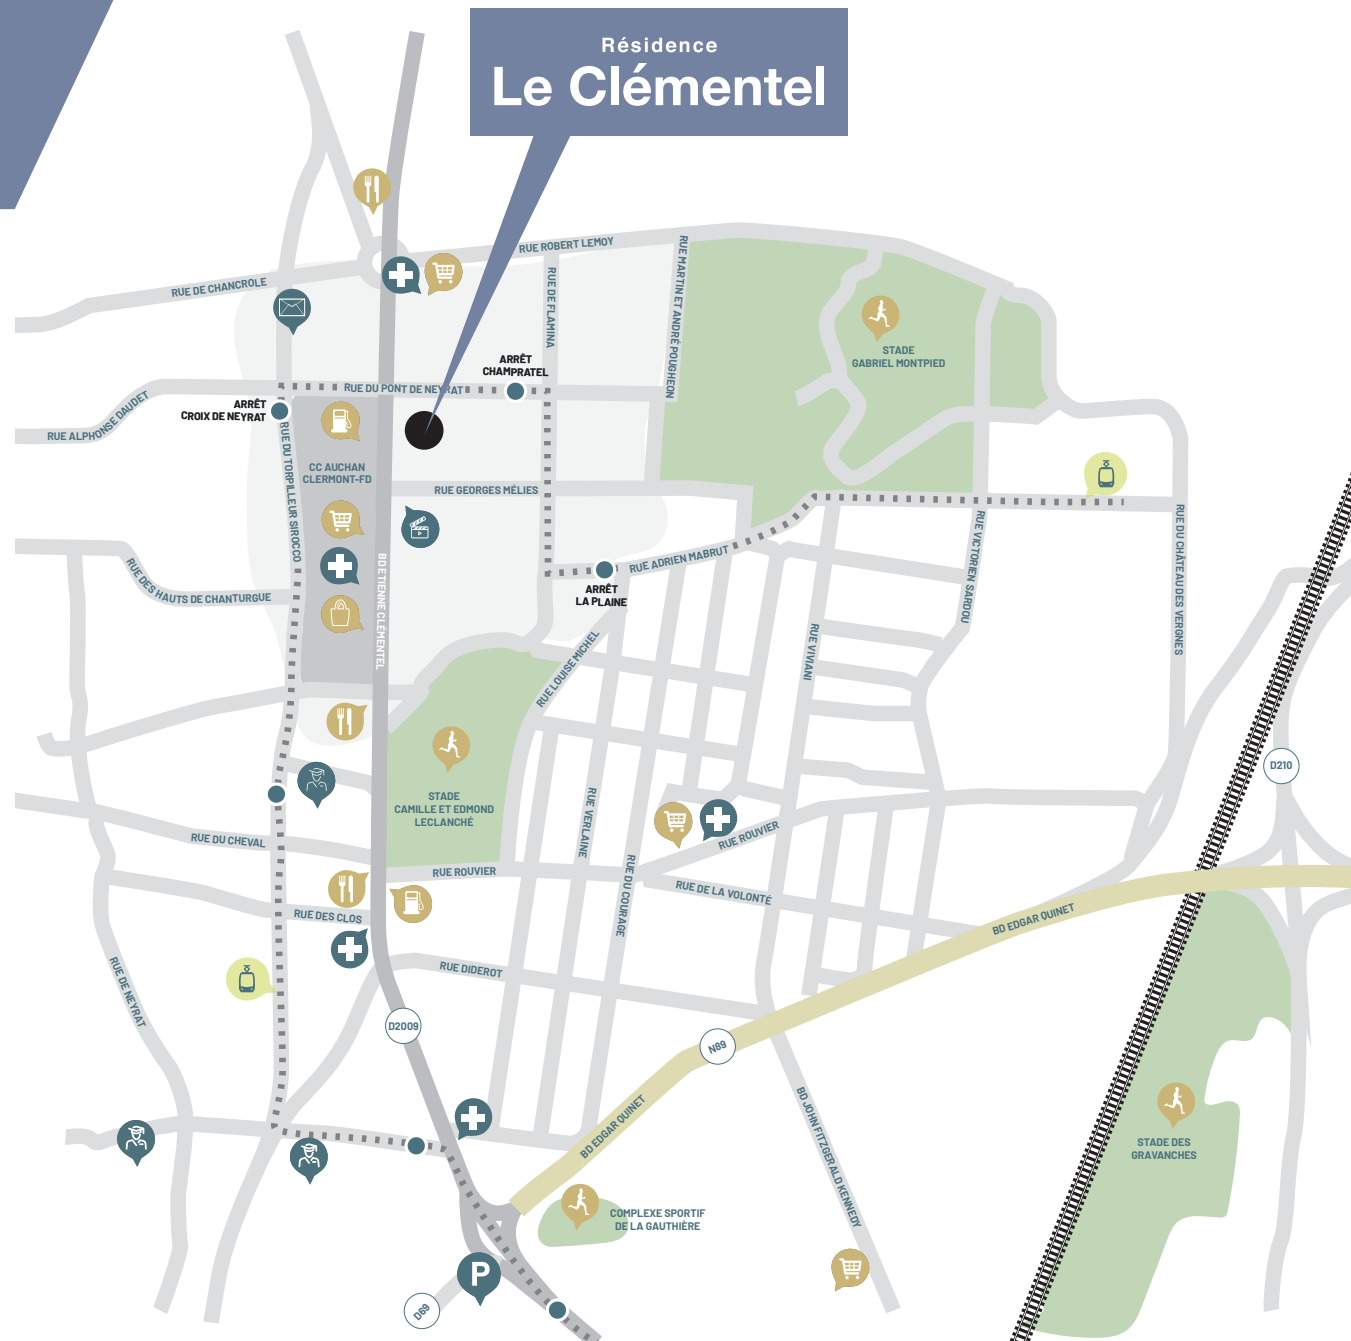 Résidence
Le Clémentel
RUE ROBERT LEMOY
RUE DE CHANCROLE
RUE DE FLAMINA
RUE MARTIN ET ANDRÉ POUGHEON
STADE
GABRIEL MONTPIED
ARRÊT
CHAMPRATEL
RUE DU PONT DE NEYRAT
ARRÊT
CROIX DE NEYRAT
RUE ALPHONSE DAUDET
RUE DU TORPILLEUR SIROCCO
CC AUCHAN
CLERMONT-FD
RUE GEORGES MÉLIES
RUE ADRIEN MABRUT
ARRÊT
LA PLAINE
RUE DES HAUTS DE CHANTURGUE
BD ETIENNE CLÉMENTEL
RUE LOUISE MICHEL
RUE VIVIANI
RUE VICTORIEN SARDOU
RUE DU CHÂTEAU DES VERGNES
D210
STADE
CAMILLE ET EDMOND
LECLANCHÉ
RUE VERLAINE
RUE DU COURAGE
RUE ROUVIER
RUE DU CHEVAL
RUE ROUVIER
RUE DE LA VOLONTÉ
RUE DES CLOS
BD EDGAR QUINET
RUE DIDEROT
RUE DE NEYRAT
D2009
N89
BD EDGAR QUINET
BD JOHN FITZGERALD KENNEDY
STADE DES
GRAVANCHES
COMPLEXE SPORTIF
DE LA GAUTHIÈRE
P
D69